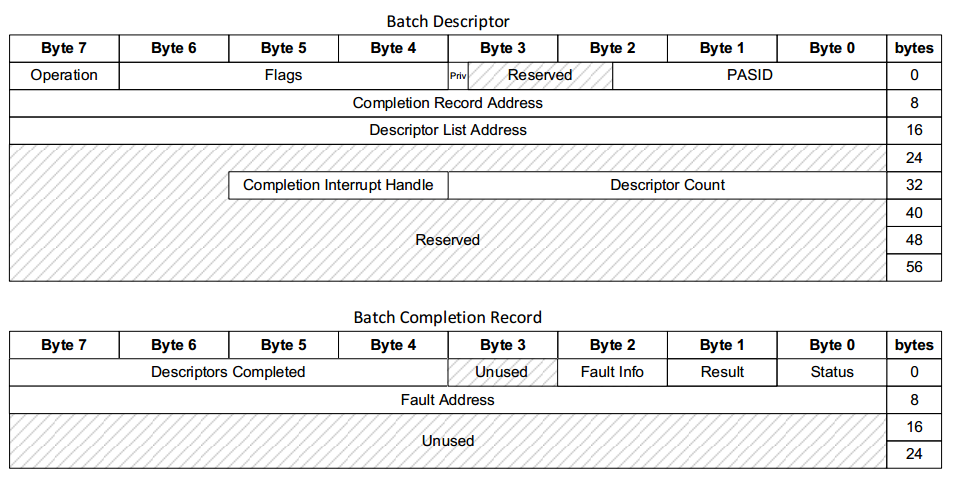 Batch Descriptor
Byte 7 Byte 6 Byte 5 Byte 4 Byte 3 Byte 2 Byte 1 Byte 0 bytes
Operation Flags Priv Reserved PASID 0
Completion Record Address 8
Descriptor List Address 16
24
Completion Interrupt Handle Descriptor Count 32
40
Reserved 48
56
Batch Completion Record
Byte 7 Byte 6 Byte 5 Byte 4 Byte 3 Byte 2 Byte 1 Byte 0 bytes
Descriptors Completed Unused Fault Info Result Status 0
Fault Address 8
16
Unused
24